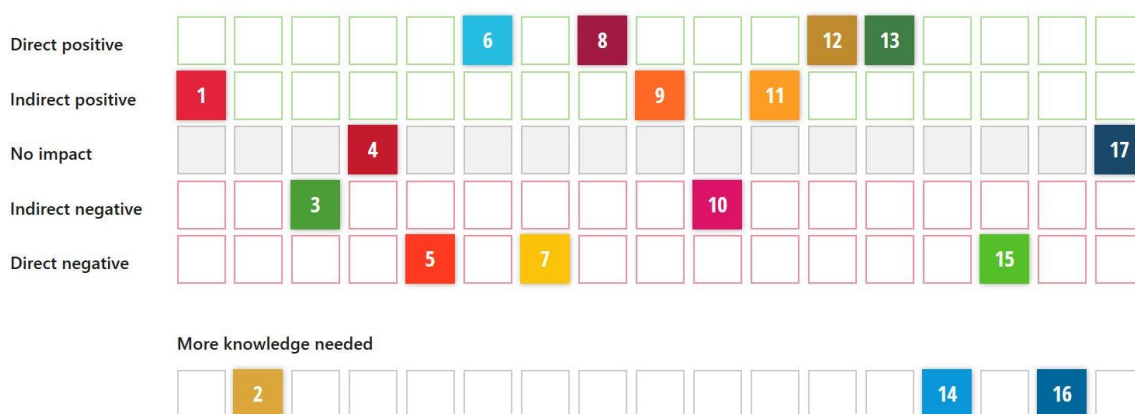 Direct positive 6 8 12 13
Indirect positive 1 9 11
No impact 4 17
Indirect negative 3 10
Direct negative 5 7 15
More knowledge needed
2 14 16